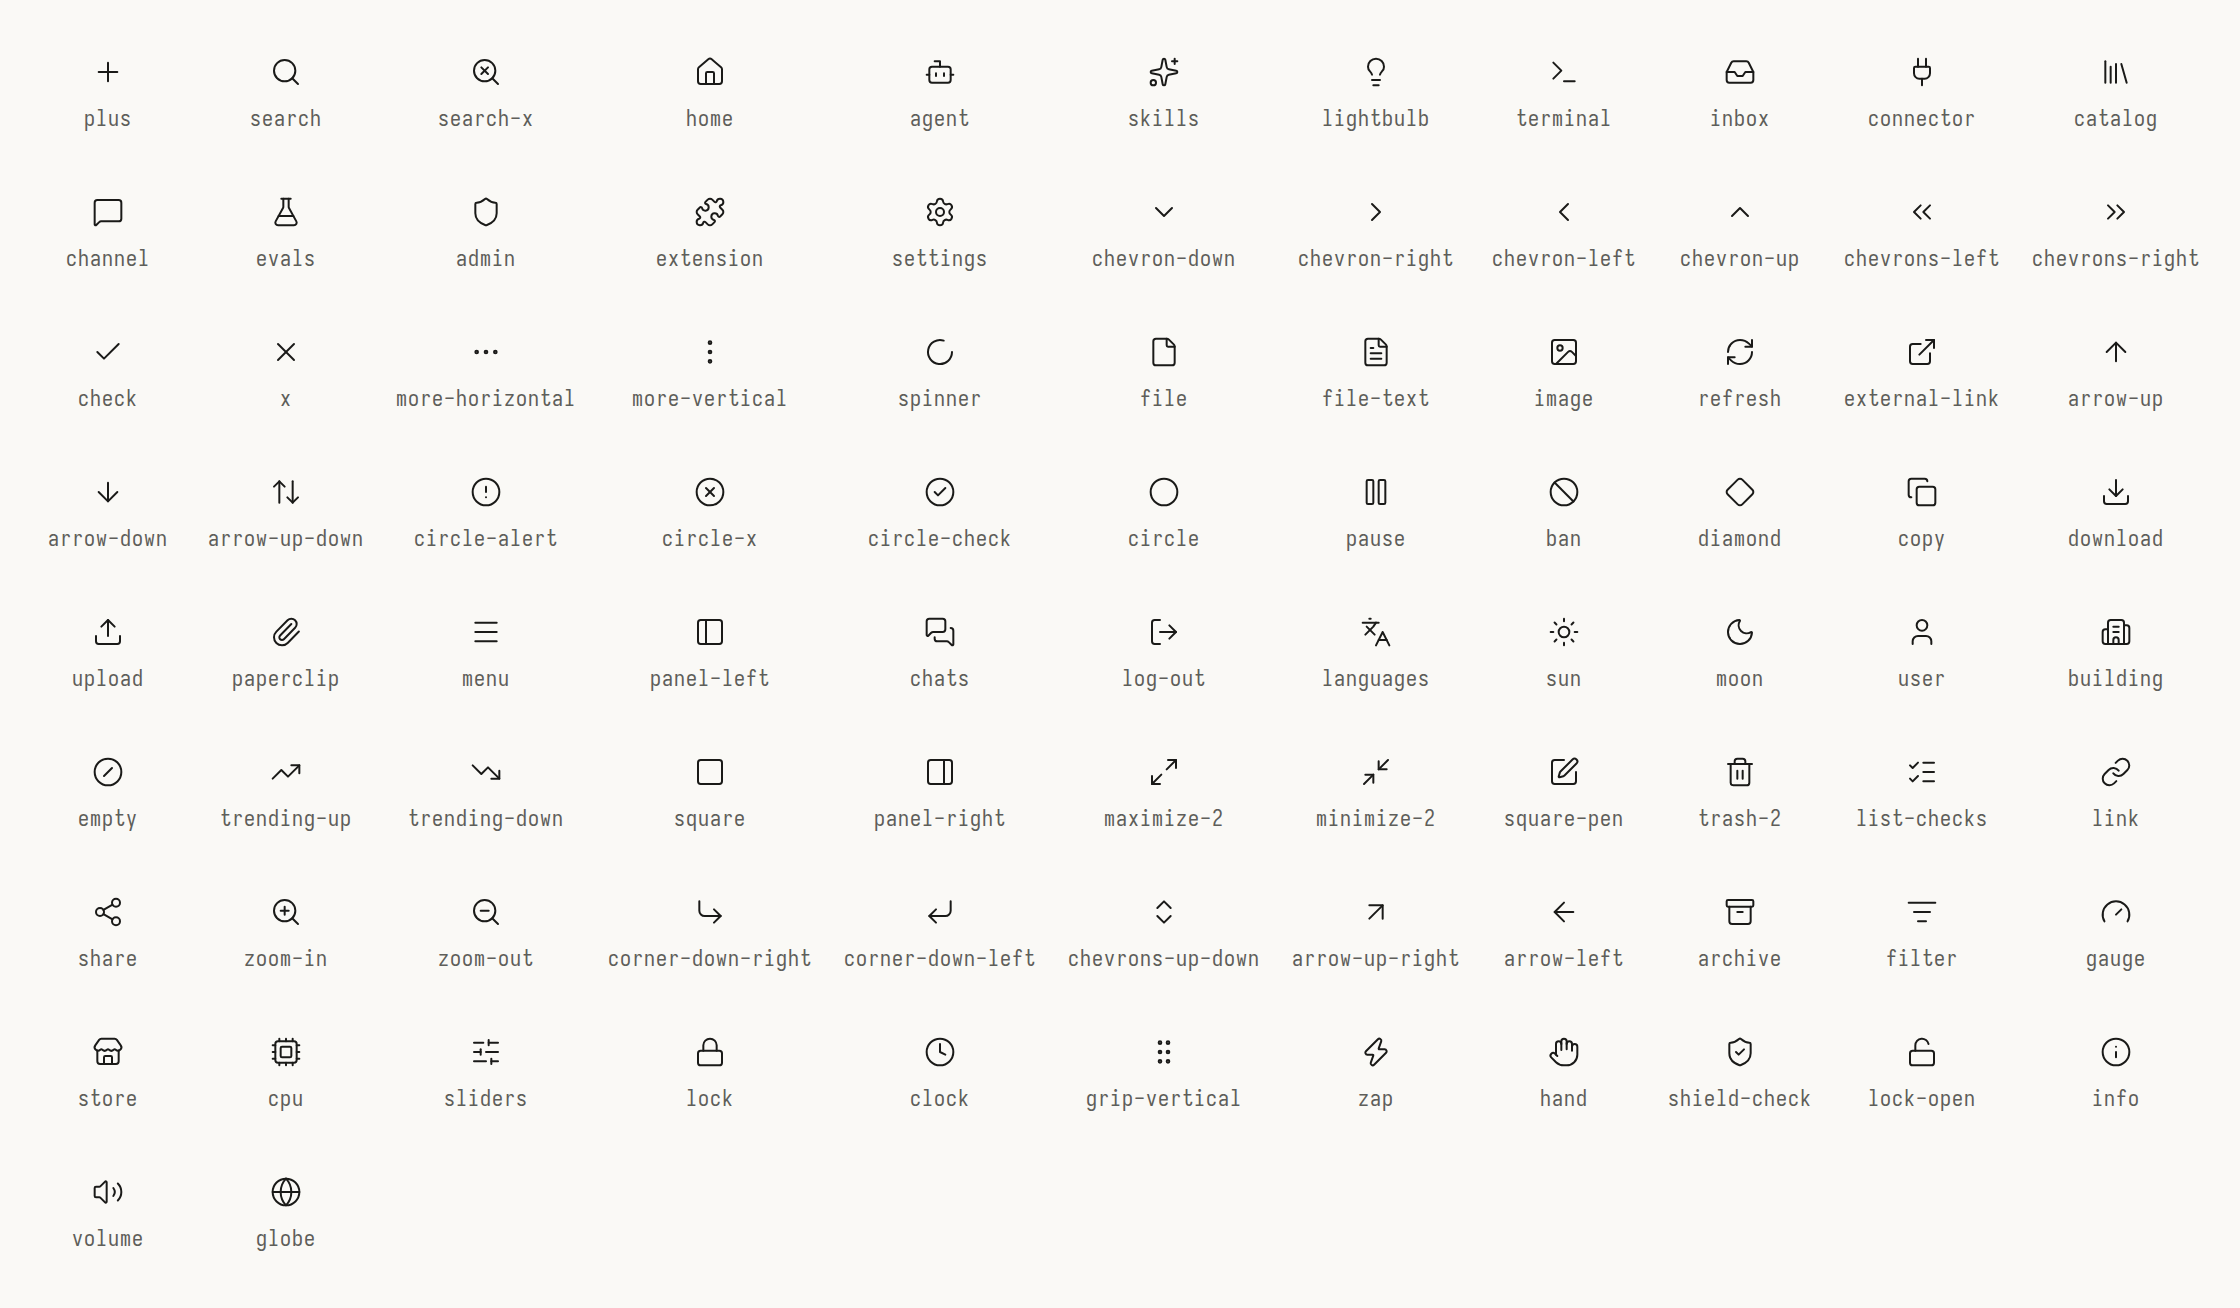 plus search search-x home agent skills lightbulb terminal inbox connector catalog
channel evals admin extension settings chevron-down chevron-right chevron-left chevron-up chevrons-left chevrons-right
check x more-horizontal more-vertical spinner file file-text image refresh external-link arrow-up
arrow-down arrow-up-down circle-alert circle-x circle-check circle pause ban diamond copy download
upload paperclip menu panel-left chats log-out languages sun moon user building
empty trending-up trending-down square panel-right maximize-2 minimize-2 square-pen trash-2 list-checks link
share zoom-in zoom-out corner-down-right corner-down-left chevrons-up-down arrow-up-right arrow-left archive filter gauge
store cpu sliders lock clock grip-vertical zap hand shield-check lock-open info
volume globe